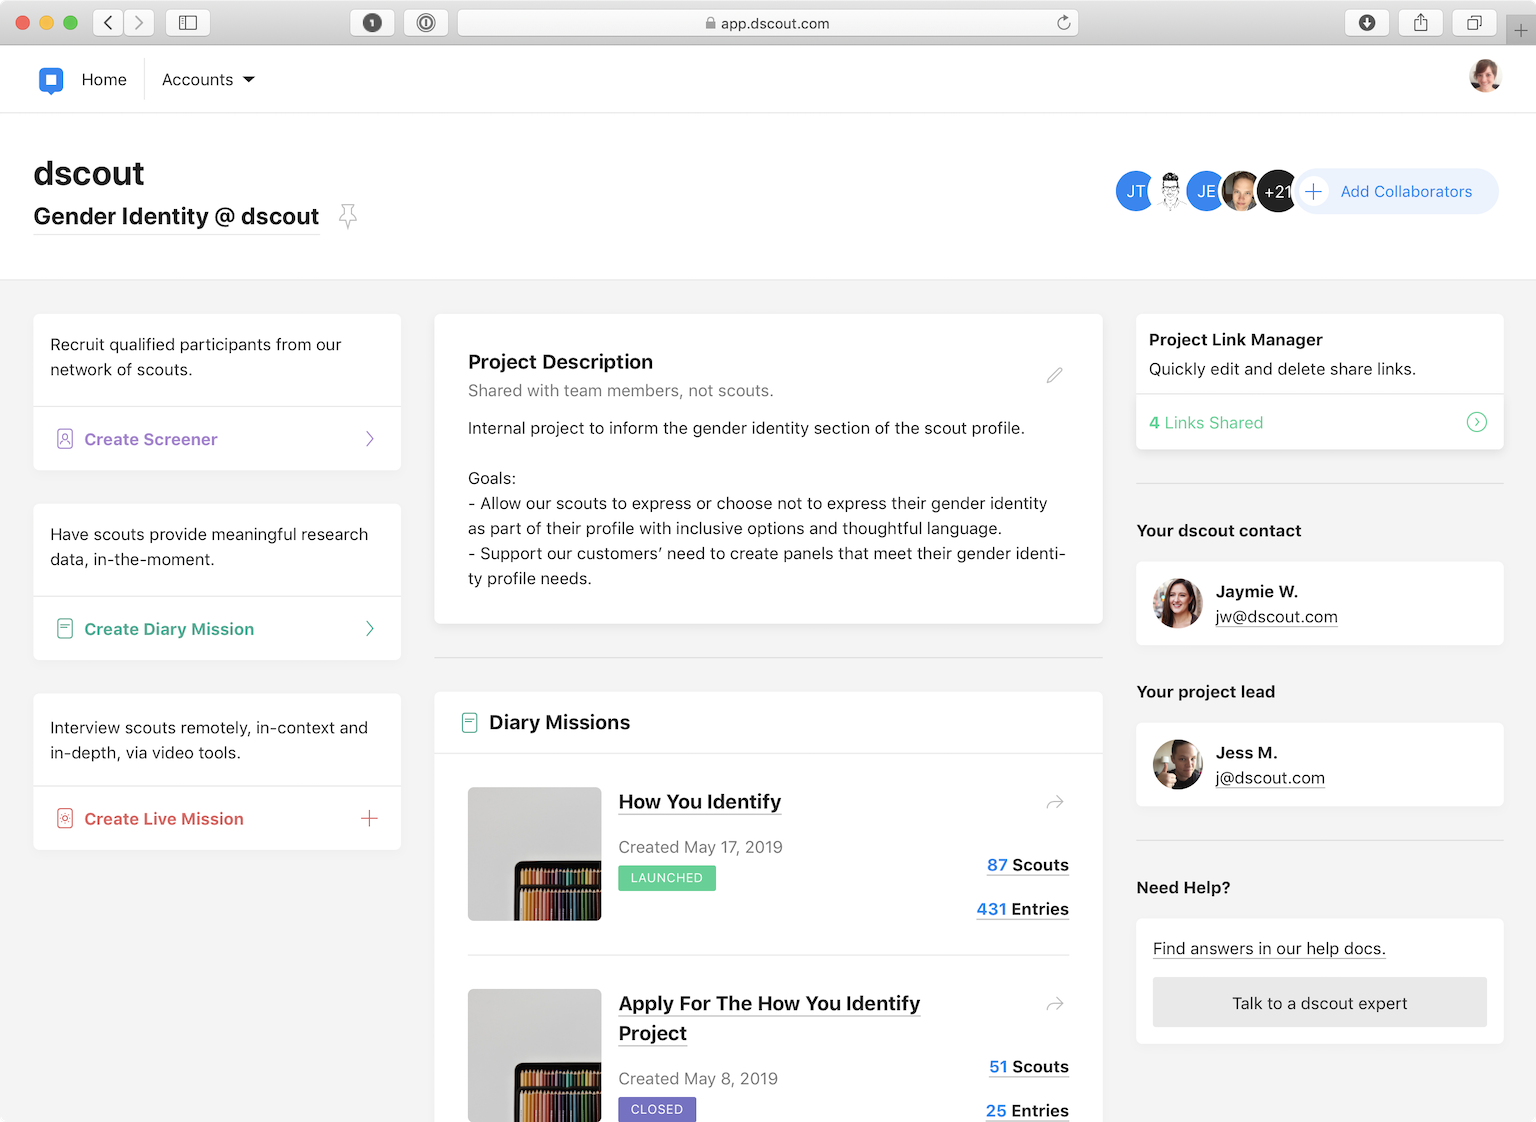 app.dscout.com
Home
Accounts
dscout
Gender Identity @ dscout
JT
JE
+21
Add Collaborators
Recruit qualified participants from our
network of scouts.
Create Screener
Have scouts provide meaningful research
data, in-the-moment.
Create Diary Mission
Interview scouts remotely, in-context and
in-depth, via video tools.
Create Live Mission
Project Description
Shared with team members, not scouts.
Internal project to inform the gender identity section of the scout profile.
Goals:
- Allow our scouts to express or choose not to express their gender identity
as part of their profile with inclusive options and thoughtful language.
- Support our customers’ need to create panels that meet their gender identi-
ty profile needs.
Diary Missions
How You Identify
Created May 17, 2019
LAUNCHED
87 Scouts
431 Entries
Apply For The How You Identify
Project
Created May 8, 2019
CLOSED
51 Scouts
25 Entries
Project Link Manager
Quickly edit and delete share links.
4 Links Shared
Your dscout contact
Jaymie W.
jw@dscout.com
Your project lead
Jess M.
j@dscout.com
Need Help?
Find answers in our help docs.
Talk to a dscout expert